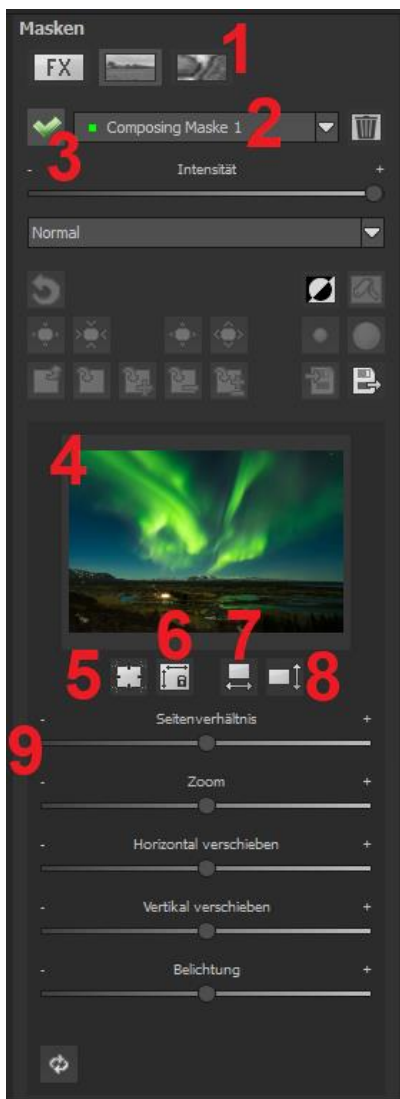 Masken
1
FX
2
Composing Maske 1
3
- Intensität +
Normal
4
5
6
7
8
9
- Seitenverhältnis +
- Zoom +
- Horizontal verschieben +
- Vertikal verschieben +
- Belichtung +